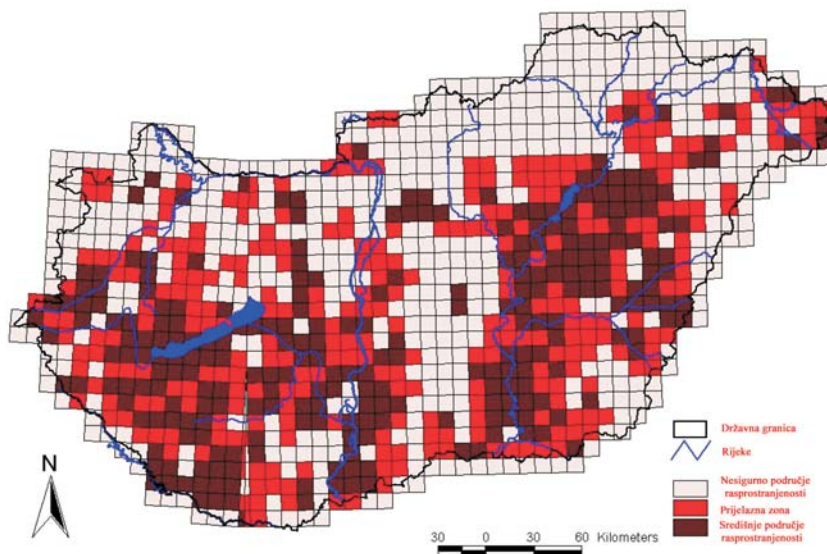 Državna granica
Rijeke
N
Nesigurno područje
rasprostranjenosti
Prijelazna zona
Središnje područje
rasprostranjenosti
30 0 30 60 Kilometers